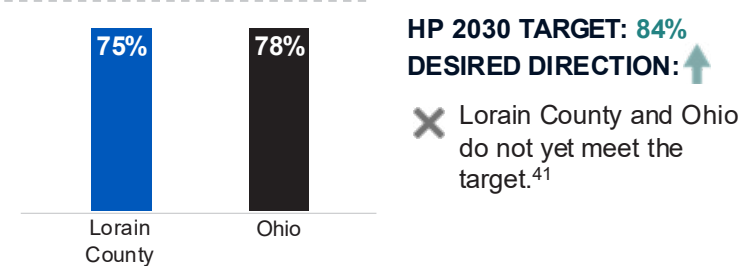 75%
78%
Lorain
County
Ohio
HP 2030 TARGET: 84%
DESIRED DIRECTION:
Lorain County and Ohio
do not yet meet the
target.41